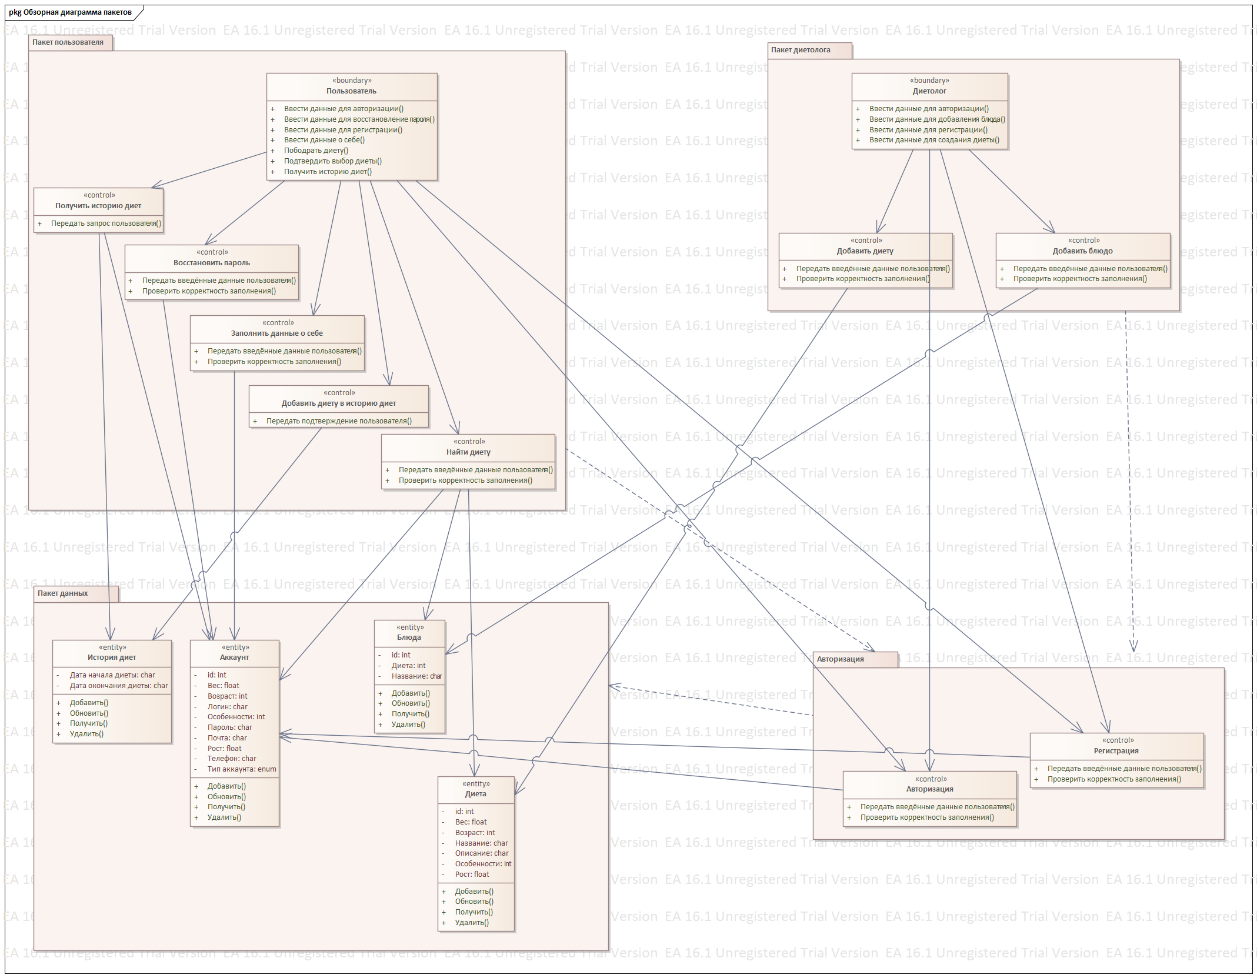 pkg Обзорная диаграмма пакетов
Пакет пользователя
«boundary»
Пользователь
+ Ввести данные для авторизации()
+ Ввести данные для восстановление пароля()
+ Ввести данные для регистрации()
+ Ввести данные о себе()
+ Пободрать диету()
+ Подтвердить выбор диеты()
+ Получить историю диет()
«control»
Получить историю диет
+ Передать запрос пользователя()
«control»
Восстановить пароль
+ Передать введённые данные пользователя()
+ Проверить корректность заполнения()
«control»
Заполнить данные о себе
+ Передать введённые данные пользователя()
+ Проверить корректность заполнения()
«control»
Добавить диету в историю диет
+ Передать подтверждение пользователя()
«control»
Найти диету
+ Передать введённые данные пользователя()
+ Проверить корректность заполнения()
Пакет диетолога
«boundary»
Диетолог
+ Ввести данные для авторизации()
+ Ввести данные для добавления блюда()
+ Ввести данные для регистрации()
+ Ввести данные для создания диеты()
«control»
Добавить диету
+ Передать введённые данные пользователя()
+ Проверить корректность заполнения()
«control»
Добавить блюдо
+ Передать введённые данные пользователя()
+ Проверить корректность заполнения()
Пакет данных
«entity»
История диет
- Дата начала диеты: char
- Дата окончания диеты: char
+ Добавить()
+ Обновить()
+ Получить()
+ Удалить()
«entity»
Аккаунт
- id: int
- Вес: float
- Возраст: int
- Логин: char
- Особенности: int
- Пароль: char
- Почта: char
- Рост: float
- Телефон: char
- Тип аккаунта: enum
+ Добавить()
+ Обновить()
+ Получить()
+ Удалить()
«entity»
Блюда
- id: int
- Диета: int
- Название: char
+ Добавить()
+ Обновить()
+ Получить()
+ Удалить()
«entity»
Диета
- id: int
- Вес: float
- Возраст: int
- Название: char
- Описание: char
- Особенности: int
- Рост: float
+ Добавить()
+ Обновить()
+ Получить()
+ Удалить()
Авторизация
«control»
Регистрация
+ Передать введённые данные пользователя()
+ Проверить корректность заполнения()
«control»
Авторизация
+ Передать введённые данные пользователя()
+ Проверить корректность заполнения()
EA 16.1 Unregistered Trial Version